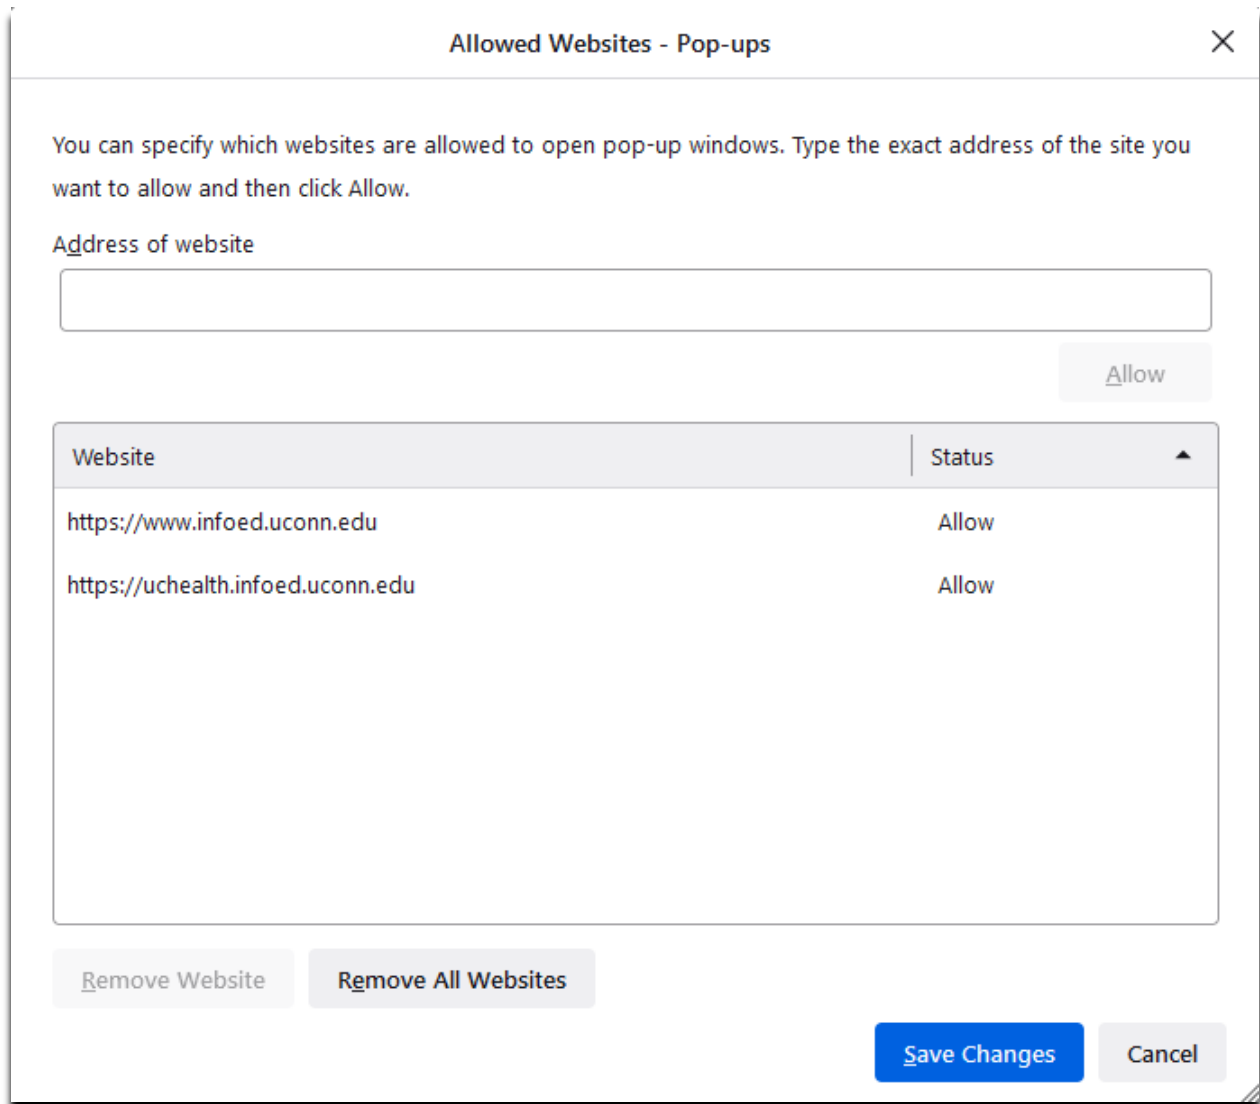 Allowed Websites - Pop-ups
You can specify which websites are allowed to open pop-up windows. Type the exact address of the site you
want to allow and then click Allow.
Address of website
Allow
Website Status
https://www.infoed.uconn.edu Allow
https://uchealth.infoed.uconn.edu Allow
Remove Website Remove All Websites
Save Changes Cancel